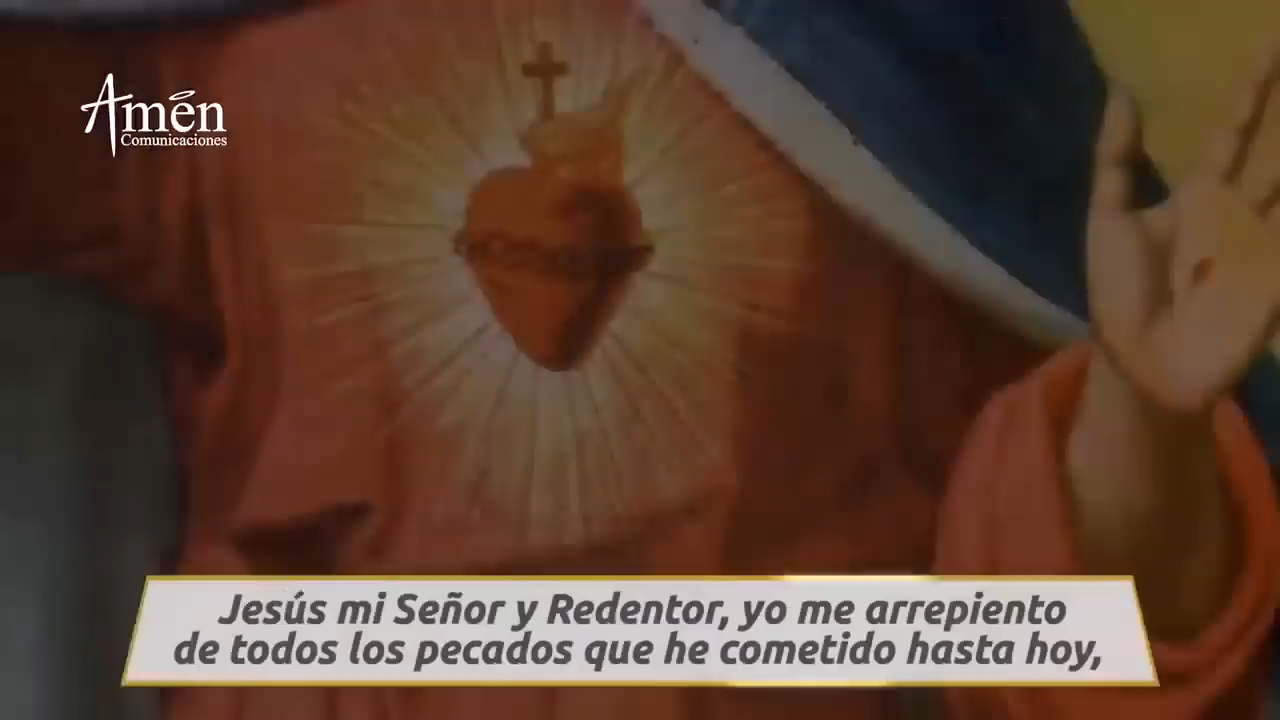 Amén
Comunicaciones
Jesús mi Señor y Redentor, yo me arrepiento
de todos los pecados que he cometido hasta hoy,